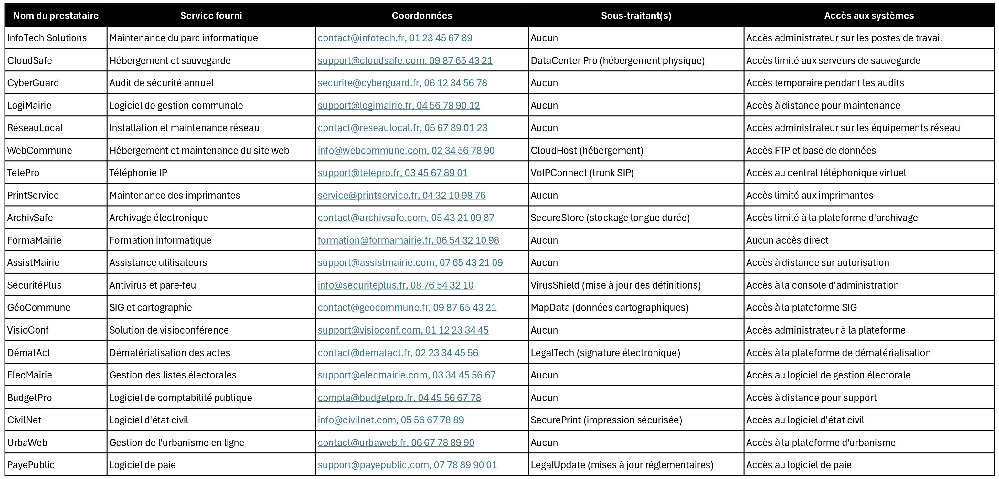 Nom du prestataire Service fourni Coordonnées Sous-traitant(s) Accès aux systèmes
InfoTech Solutions Maintenance du parc informatique contact@infotech.fr, 01 23 45 67 89 Aucun Accès administrateur sur les postes de travail
CloudSafe Hébergement et sauvegarde support@cloudsafe.com, 09 87 65 43 21 DataCenter Pro (hébergement physique) Accès limité aux serveurs de sauvegarde
CyberGuard Audit de sécurité annuel securite@cyberguard.fr, 06 12 34 56 78 Aucun Accès temporaire pendant les audits
LogiMairie Logiciel de gestion communale support@logimairie.fr, 04 56 78 90 12 Aucun Accès à distance pour maintenance
RéseauLocal Installation et maintenance réseau contact@reseaulocal.fr, 05 67 89 01 23 Aucun Accès administrateur sur les équipements réseau
WebCommune Hébergement et maintenance du site web info@webcommune.com, 02 34 56 78 90 CloudHost (hébergement) Accès FTP et base de données
TelePro Téléphonie IP support@telepro.fr, 03 45 67 89 01 VoIPConnect (trunk SIP) Accès au central téléphonique virtuel
PrintService Maintenance des imprimantes service@printservice.fr, 04 32 10 98 76 Aucun Accès limité aux imprimantes
ArchivSafe Archivage électronique contact@archivsafe.com, 05 43 21 09 87 SecureStore (stockage longue durée) Accès limité à la plateforme d'archivage
FormaMairie Formation informatique formation@formamairie.fr, 06 54 32 10 98 Aucun Aucun accès direct
AssistMairie Assistance utilisateurs support@assistmairie.com, 07 65 43 21 09 Aucun Accès à distance sur autorisation
SécuritéPlus Antivirus et pare-feu info@securiteplus.fr, 08 76 54 32 10 VirusShield (mise à jour des définitions) Accès à la console d'administration
GéoCommune SIG et cartographie contact@geocommune.fr, 09 87 65 43 21 MapData (données cartographiques) Accès à la plateforme SIG
VisioConf Solution de visioconférence support@visioconf.com, 01 12 23 34 45 Aucun Accès administrateur à la plateforme
DématAct Dématérialisation des actes contact@dematact.fr, 02 23 34 45 56 LegalTech (signature électronique) Accès à la plateforme de dématérialisation
ElecMairie Gestion des listes électorales support@elecmairie.com, 03 34 45 56 67 Aucun Accès au logiciel de gestion électorale
BudgetPro Logiciel de comptabilité publique compta@budgetpro.fr, 04 45 56 67 78 Aucun Accès à distance pour support
CivilNet Logiciel d'état civil info@civilnet.com, 05 56 67 78 89 SecurePrint (impression sécurisée) Accès au logiciel d'état civil
UrbaWeb Gestion de l'urbanisme en ligne contact@urbaweb.fr, 06 67 78 89 90 Aucun Accès à la plateforme d'urbanisme
PayePublic Logiciel de paie support@payepublic.com, 07 78 89 90 01 LegalUpdate (mises à jour réglementaires) Accès au logiciel de paie